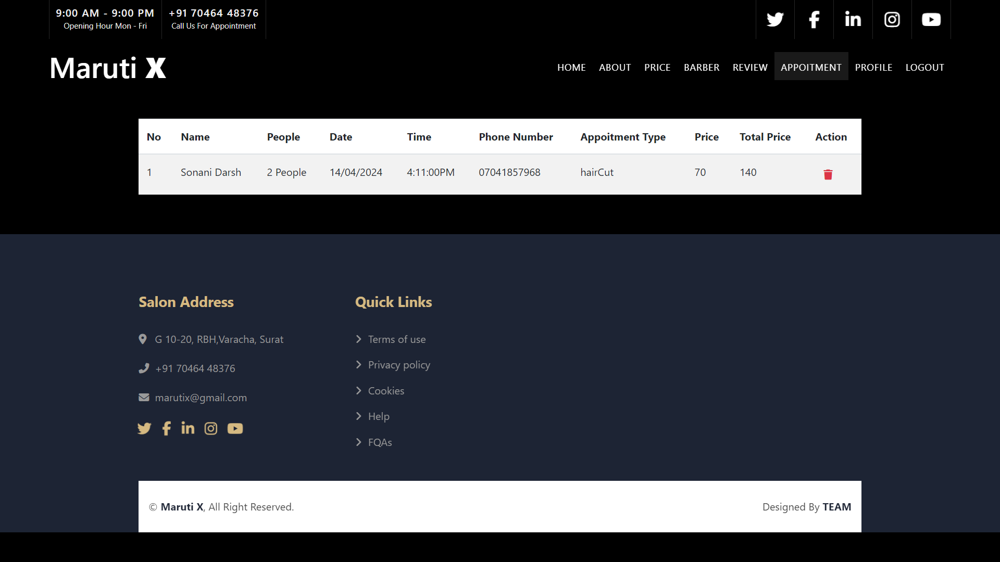 9:00 AM - 9:00 PM
Opening Hour Mon - Fri
+91 70464 48376
Call Us For Appointment
Maruti X
HOME ABOUT PRICE BARBER REVIEW APPOITMENT PROFILE LOGOUT
No Name People Date Time Phone Number Appoitment Type Price Total Price Action
1 Sonani Darsh 2 People 14/04/2024 4:11:00PM 07041857968 hairCut 70 140
Salon Address
G 10-20, RBH,Varacha, Surat
+91 70464 48376
marutix@gmail.com
Quick Links
Terms of use
Privacy policy
Cookies
Help
FQAs
© Maruti X, All Right Reserved.
Designed By TEAM